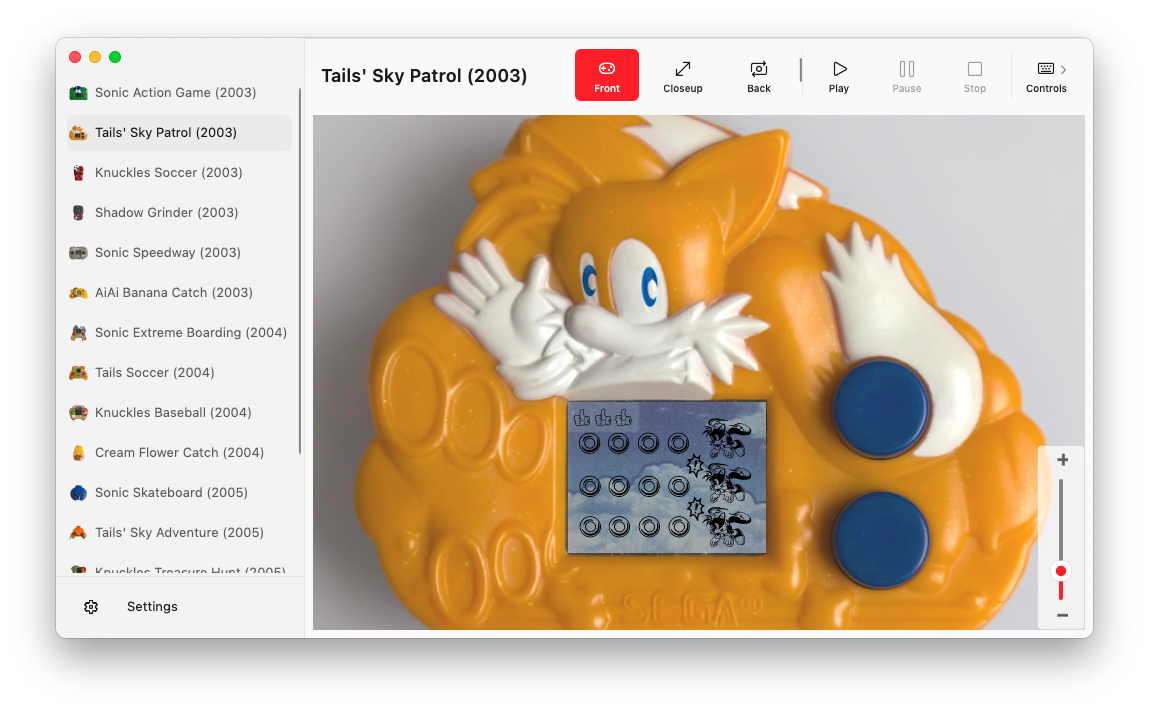 Sonic Action Game (2003)
Tails' Sky Patrol (2003)
Knuckles Soccer (2003)
Shadow Grinder (2003)
Sonic Speedway (2003)
AiAi Banana Catch (2003)
Sonic Extreme Boarding (2004)
Tails Soccer (2004)
Knuckles Baseball (2004)
Cream Flower Catch (2004)
Sonic Skateboard (2005)
Tails' Sky Adventure (2005)
Knuckles Treasure Hunt (2005)
Settings
Tails' Sky Patrol (2003)
Front
Closeup
Back
Play
Pause
Stop
Controls
! 
!
SEGA®
+
−